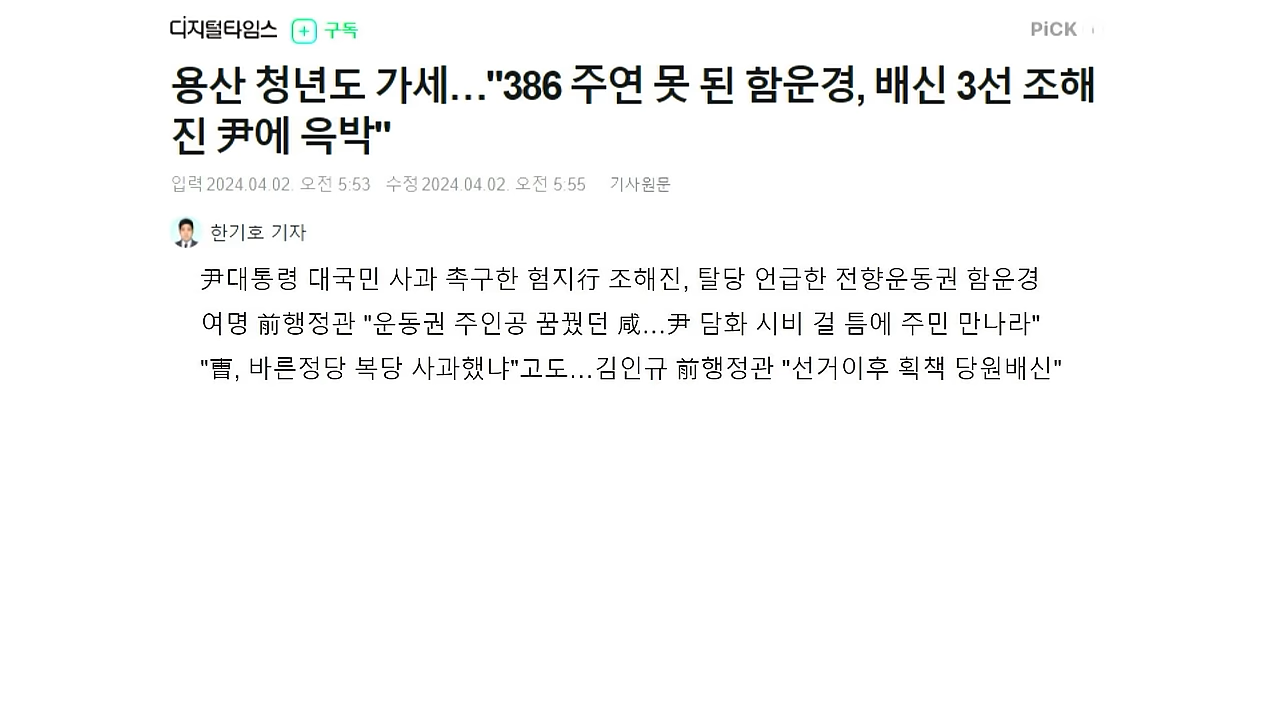 디지털타임스 + 구독 PiCK
용산 청년도 가세…"386 주연 못 된 함운경, 배신 3선 조해
진 尹에 윽박"
입력 2024.04.02. 오전 5:53 수정 2024.04.02. 오전 5:55 기사원문
한기호 기자
尹대통령 대국민 사과 촉구한 험지行 조해진, 탈당 언급한 전향운동권 함운경
여명 前행정관 "운동권 주인공 꿈꿨던 咸…尹 담화 시비 걸 틈에 주민 만나라"
"曺, 바른정당 복당 사과했냐"고도…김인규 前행정관 "선거이후 획책 당원배신"